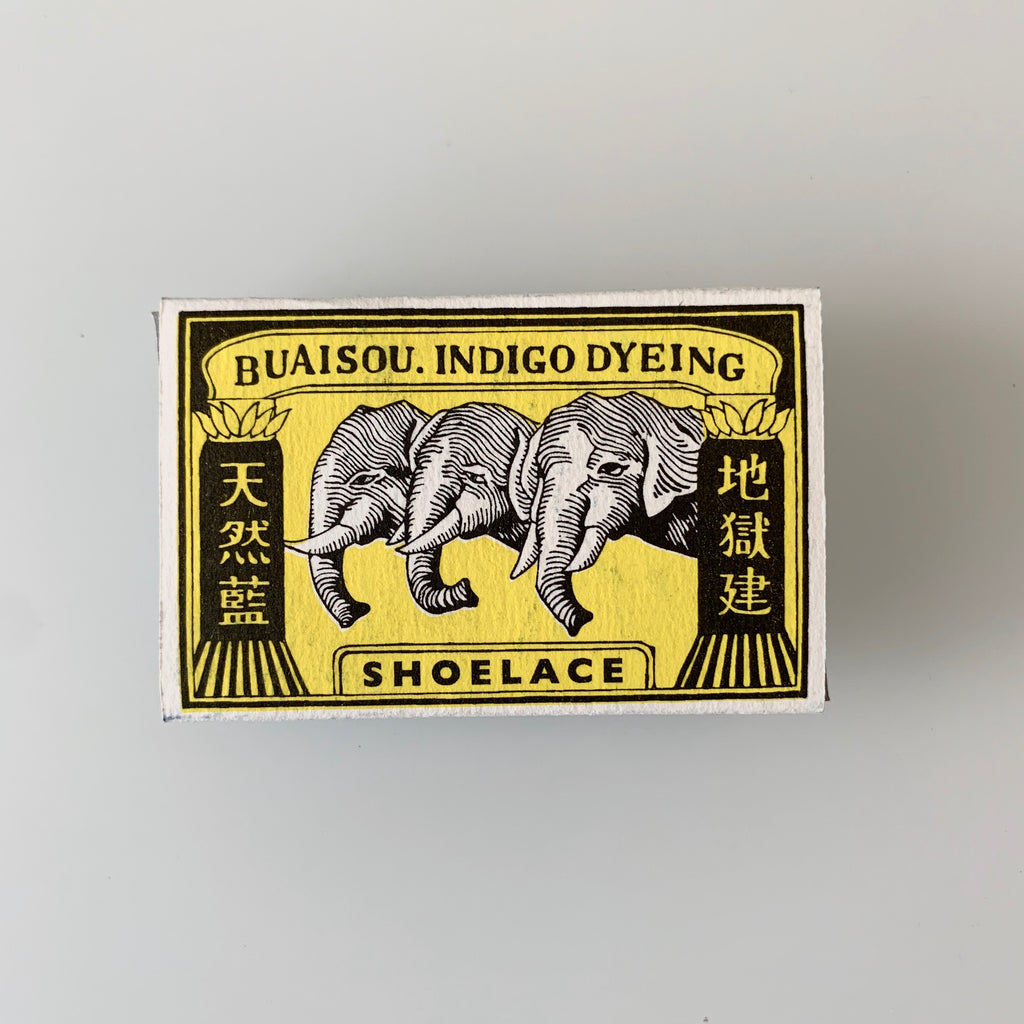 BUAISOU. INDIGO DYEING
地獄建
天然藍
SHOELACE